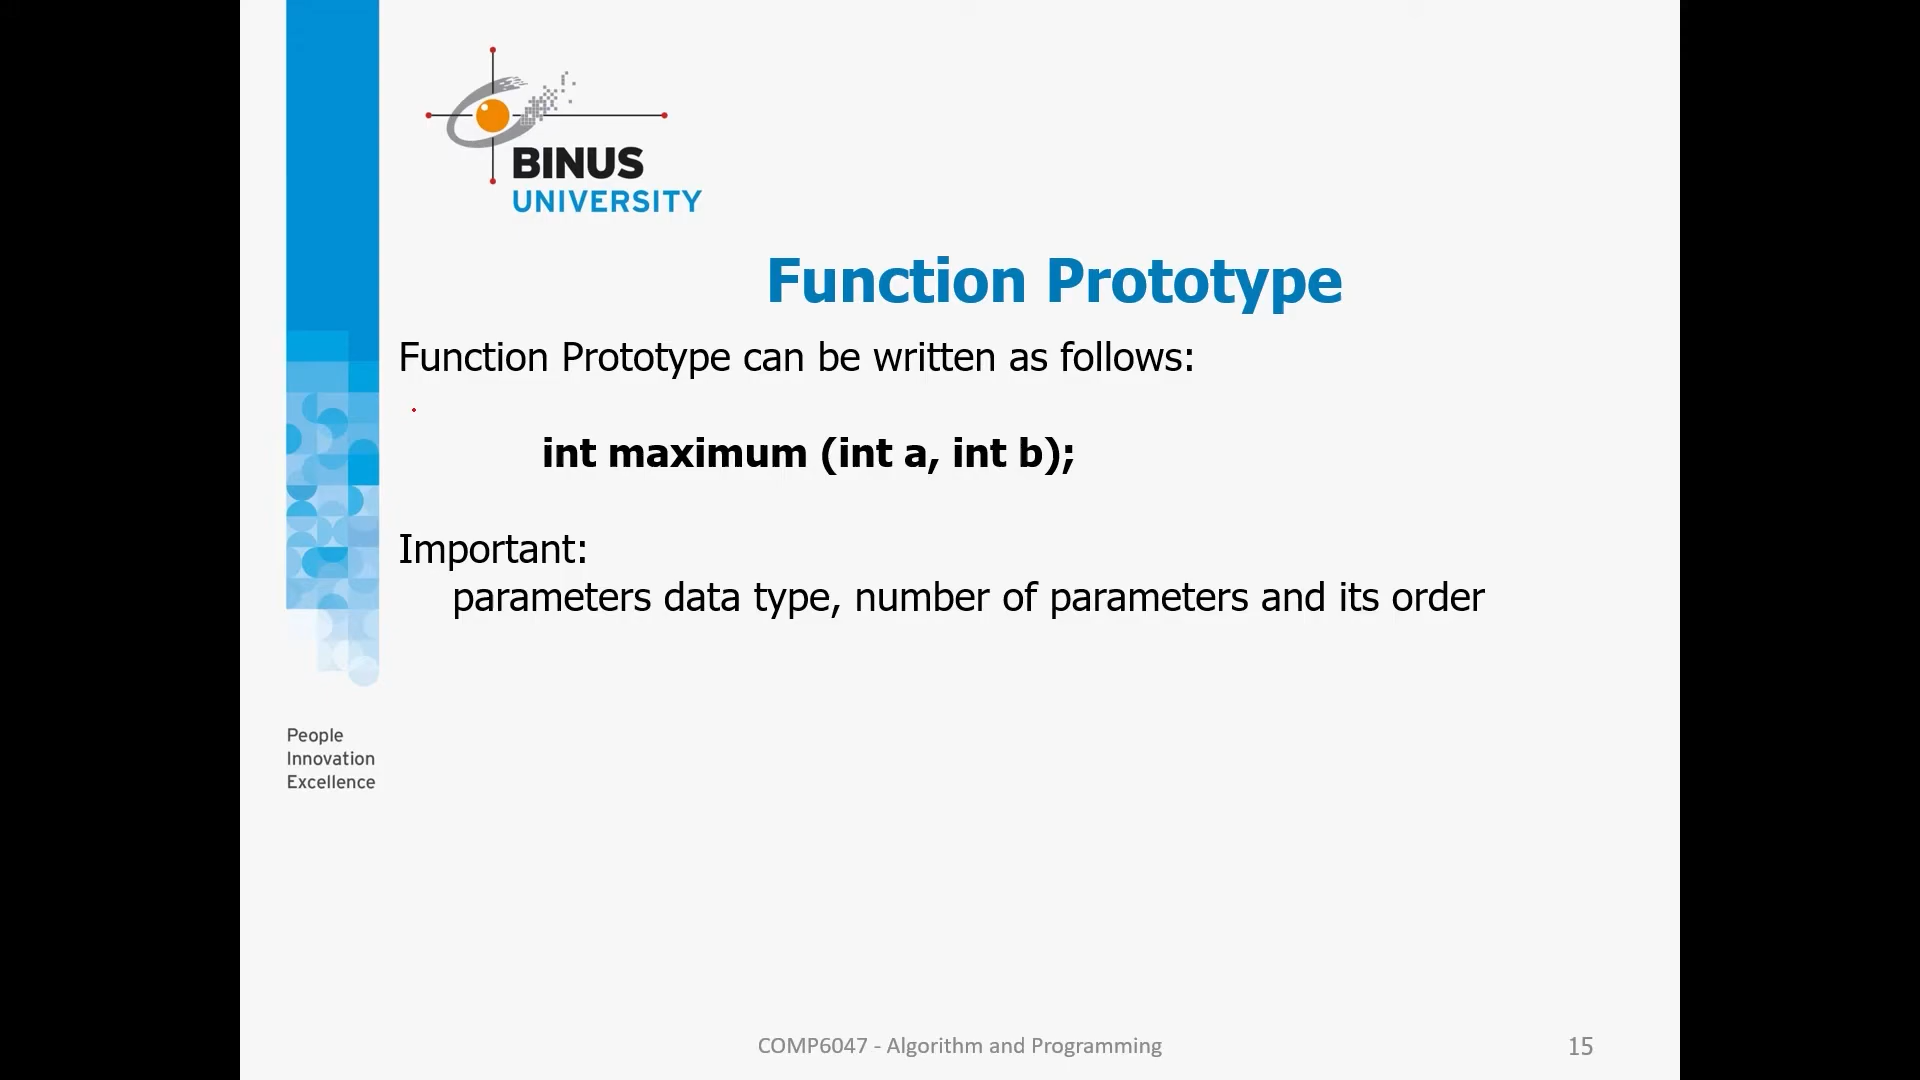 BINUS
UNIVERSITY
Function Prototype
Function Prototype can be written as follows:
int maximum (int a, int b);
Important:
parameters data type, number of parameters and its order
People
Innovation
Excellence
COMP6047 - Algorithm and Programming
15